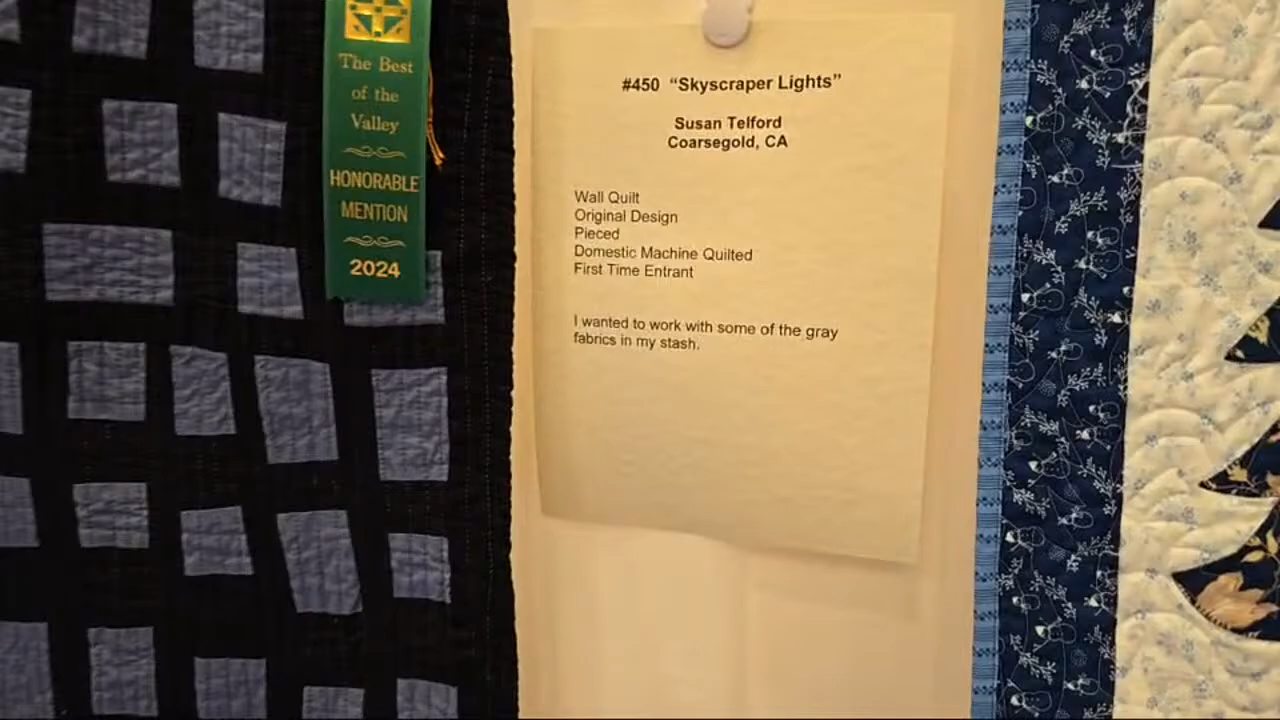 The Best
of the
Valley
HONORABLE
MENTION
2024
#450 “Skyscraper Lights”
Susan Telford
Coarsegold, CA
Wall Quilt
Original Design
Pieced
Domestic Machine Quilted
First Time Entrant
I wanted to work with some of the gray
fabrics in my stash.